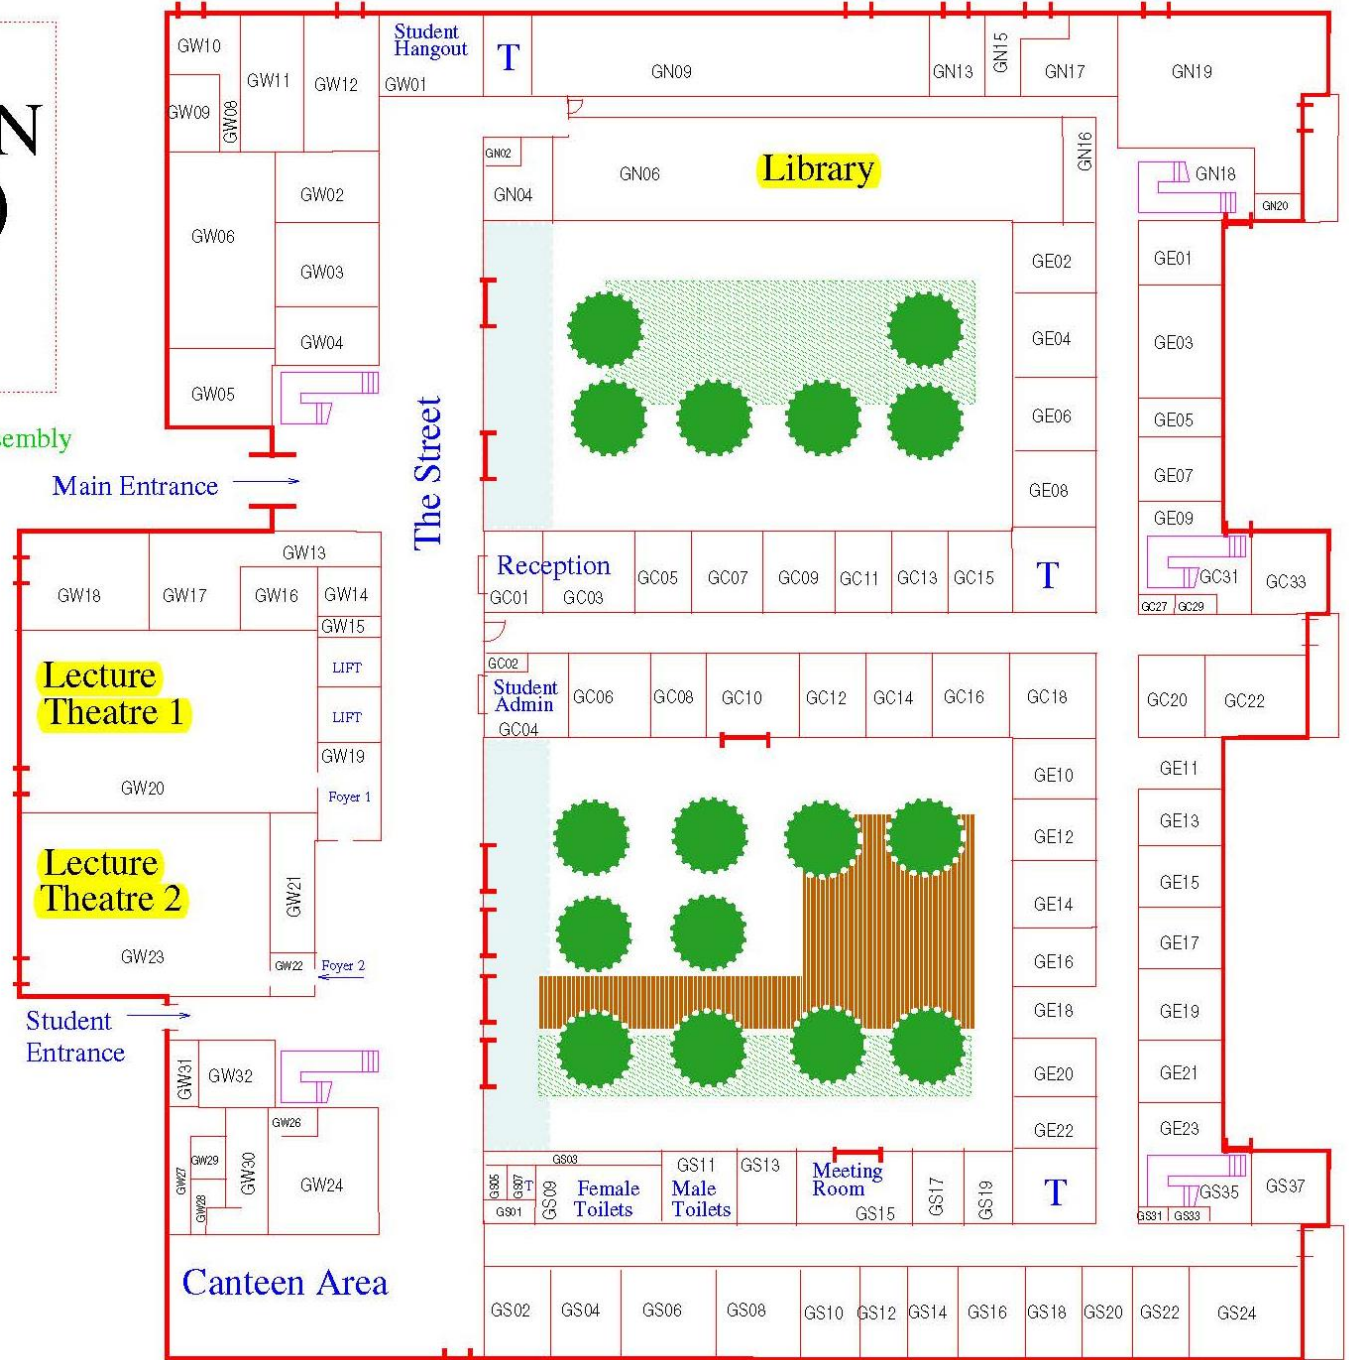 N
)
sembly
GW10
GW09
GW08
GW11
GW12
Student
Hangout
GW01
T
GN09
GN13
GN15
GN17
GN19
GN02
GN04
GN06
Library
GN16
GN18
GN20
GW02
GW06
GW03
GW04
GW05
GE02
GE04
GE06
GE08
GE01
GE03
GE05
GE07
GE09
Main Entrance
The Street
GW13
GW18
GW17
GW16
GW14
GW15
Reception
GC01
GC03
GC05
GC07
GC09
GC11
GC13
GC15
T
GC31
GC33
GC27
GC29
Lecture
Theatre 1
GW20
LIFT
LIFT
GW19
Foyer 1
GC02
Student
Admin
GC04
GC06
GC08
GC10
GC12
GC14
GC16
GC18
GC20
GC22
Lecture
Theatre 2
GW23
GW21
GW22
Foyer 2
GE10
GE12
GE14
GE16
GE18
GE20
GE22
GE11
GE13
GE15
GE17
GE19
GE21
GE23
Student
Entrance
GW31
GW32
GW26
GW29
GW27
GW28
GW30
GW24
GS03
GS05
GS07
T
GS01
GS09
Female
Toilets
GS11
Male
Toilets
GS13
Meeting
Room
GS15
GS17
GS19
T
GS35
GS37
GS31
GS33
Canteen Area
GS02
GS04
GS06
GS08
GS10
GS12
GS14
GS16
GS18
GS20
GS22
GS24